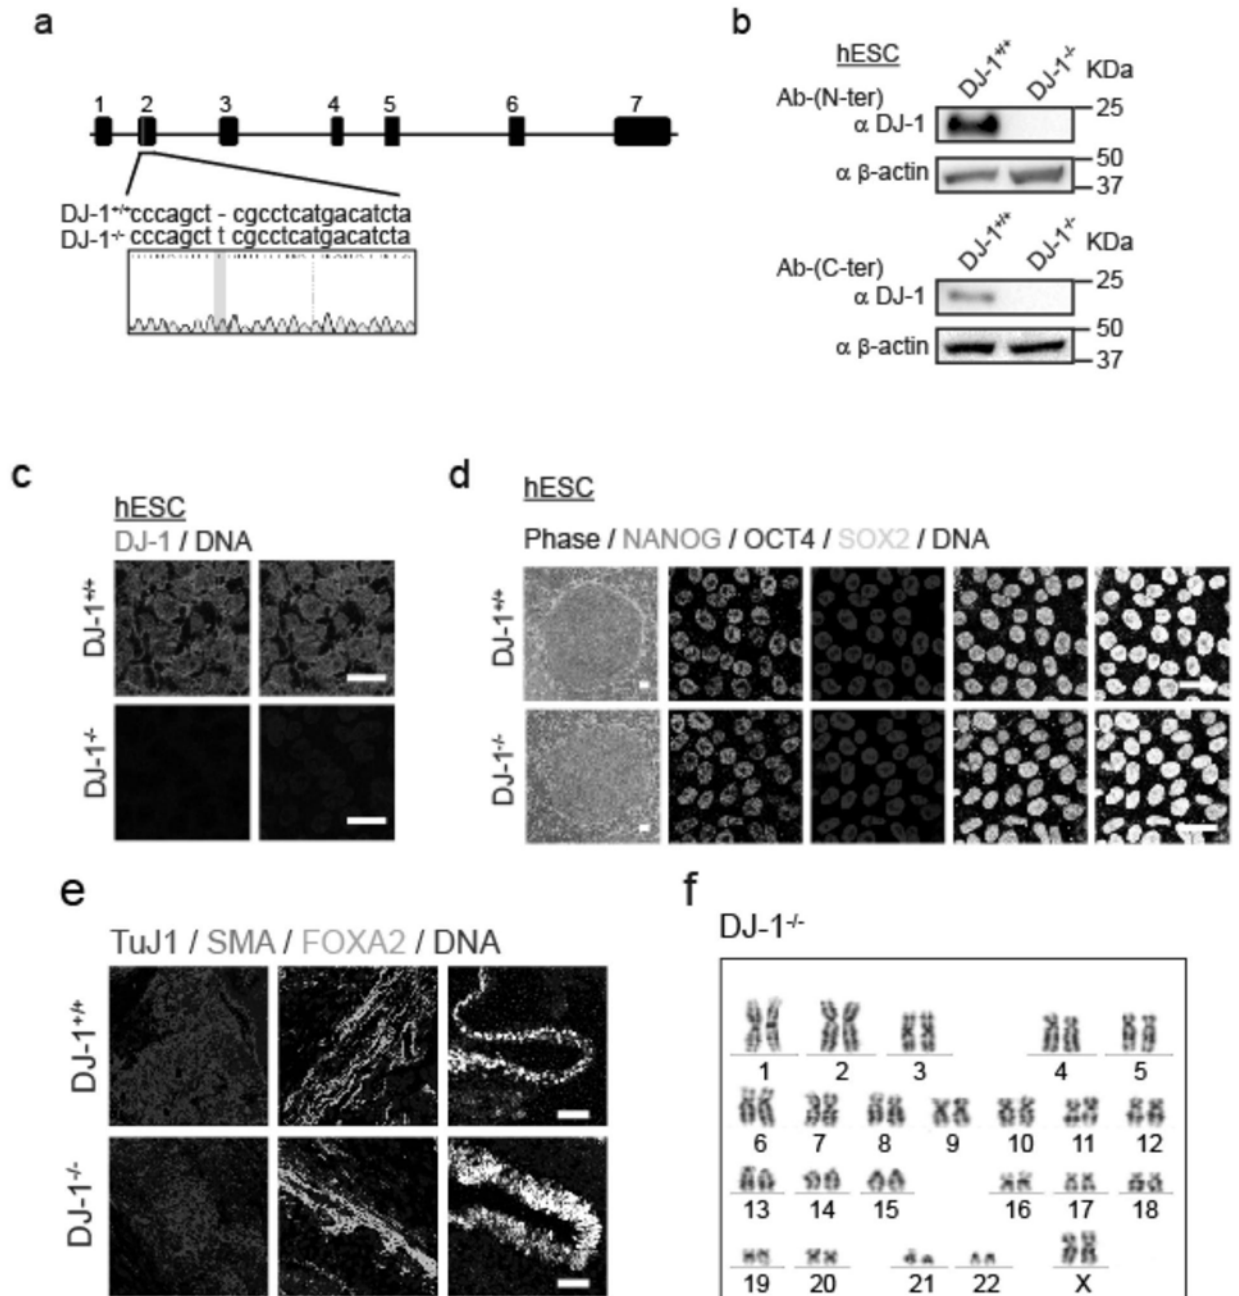 a
1 2 3 4 5 6 7
DJ-1+/+ cccagct - cgcctcatgacatcta
DJ-1-/- cccagct t cgcctcatgacatcta
b
hESC
DJ-1+/+ DJ-1-/- KDa
Ab-(N-ter)
α DJ-1 25
α β-actin 50
37
DJ-1+/+ DJ-1-/- KDa
Ab-(C-ter)
α DJ-1 25
α β-actin 50
37
c
hESC
DJ-1 / DNA
DJ-1+/+
DJ-1-/-
d
hESC
Phase / NANOG / OCT4 / SOX2 / DNA
DJ-1+/+
DJ-1-/-
e
TuJ1 / SMA / FOXA2 / DNA
DJ-1+/+
DJ-1-/-
f
DJ-1-/-
1 2 3 4 5
6 7 8 9 10 11 12
13 14 15 16 17 18
19 20 21 22 X